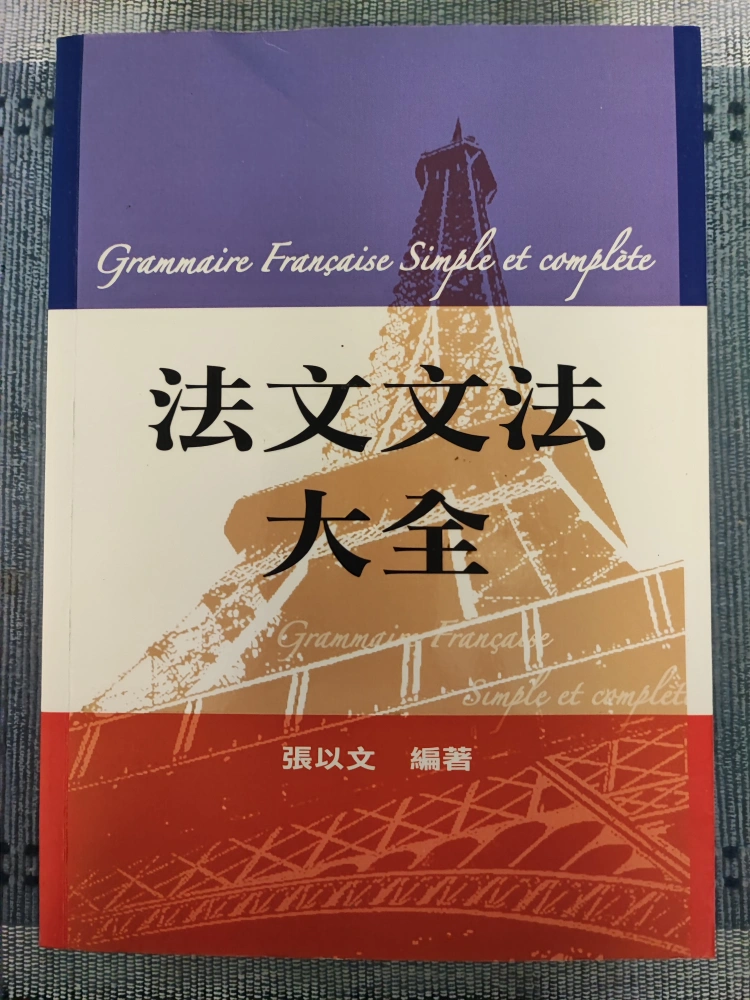 Grammaire Française Simple et complète
法文文法
大全
Grammaire Française
Simple et complète
張以文 編著